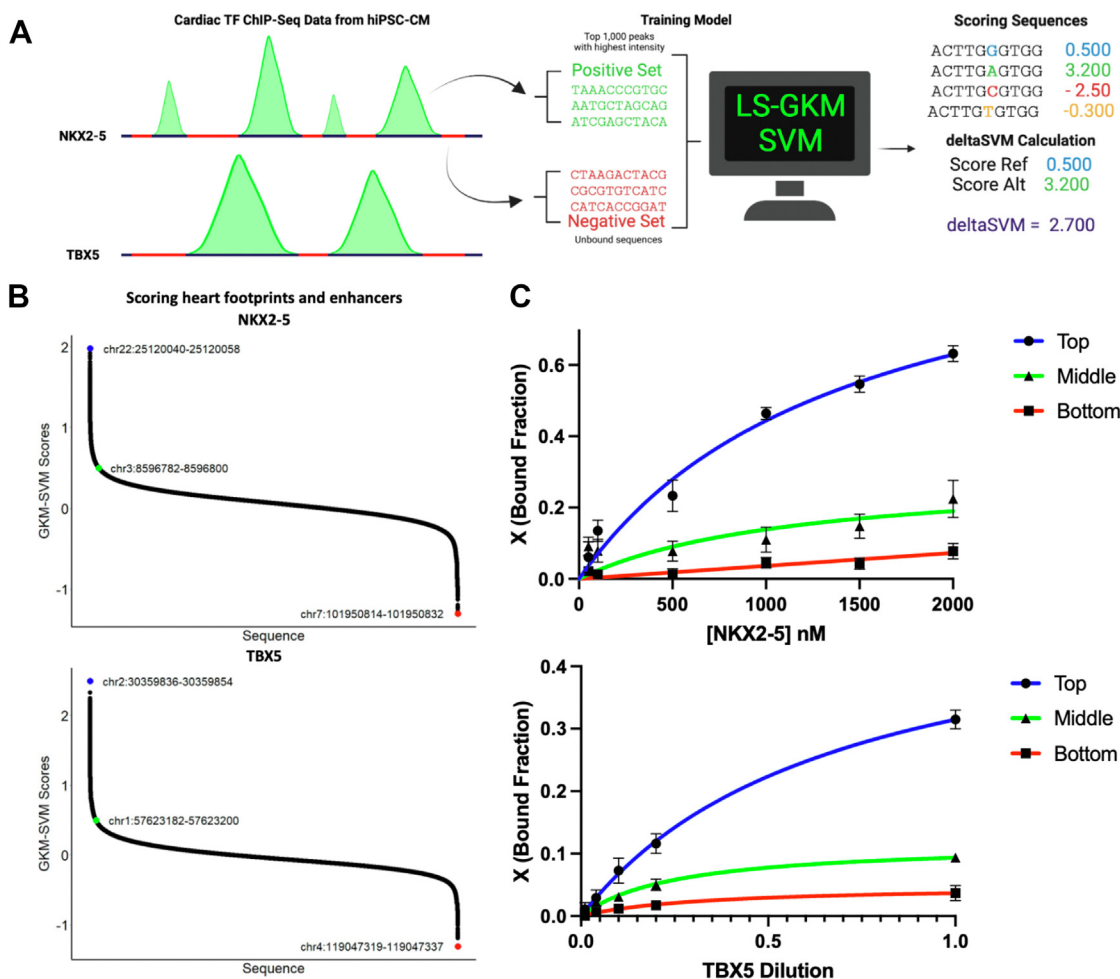 A
Cardiac TF ChIP-Seq Data from hiPSC-CM
NKX2-5
TBX5
Training Model
Top 1,000 peaks
with highest intensity
Positive Set
TAAACCCGTGC
AATGCTAGCAG
ATCGAGCTACA
CTAAGACTACG
CGCGTGTCATC
CATCACCGGAT
Negative Set
Unbound sequences
LS-GKM
SVM
Scoring Sequences
ACTTGGGTGG 0.500
ACTTGAGTGG 3.200
ACTTGCGTGG - 2.50
ACTTGTGTGG -0.300
deltaSVM Calculation
Score Ref 0.500
Score Alt 3.200
deltaSVM = 2.700
B
Scoring heart footprints and enhancers
NKX2-5
GKM-SVM Scores
2
1
0
-1
chr22:25120040-25120058
chr3:8596782-8596800
chr7:101950814-101950832
Sequence
TBX5
GKM-SVM Scores
2
1
0
-1
chr2:30359836-30359854
chr1:57623182-57623200
chr4:119047319-119047337
Sequence
C
X (Bound Fraction)
0.6
0.4
0.2
0.0
0 500 1000 1500 2000
[NKX2-5] nM
Top
Middle
Bottom
X (Bound Fraction)
0.3
0.2
0.1
0.0
0.0 0.5 1.0
TBX5 Dilution
Top
Middle
Bottom